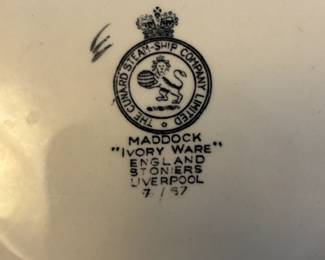 THE CUNARD STEAM-SHIP COMPANY LIMITED
MADDOCK
"IVORY WARE"
ENGLAND
STONIERS
LIVERPOOL
7/57